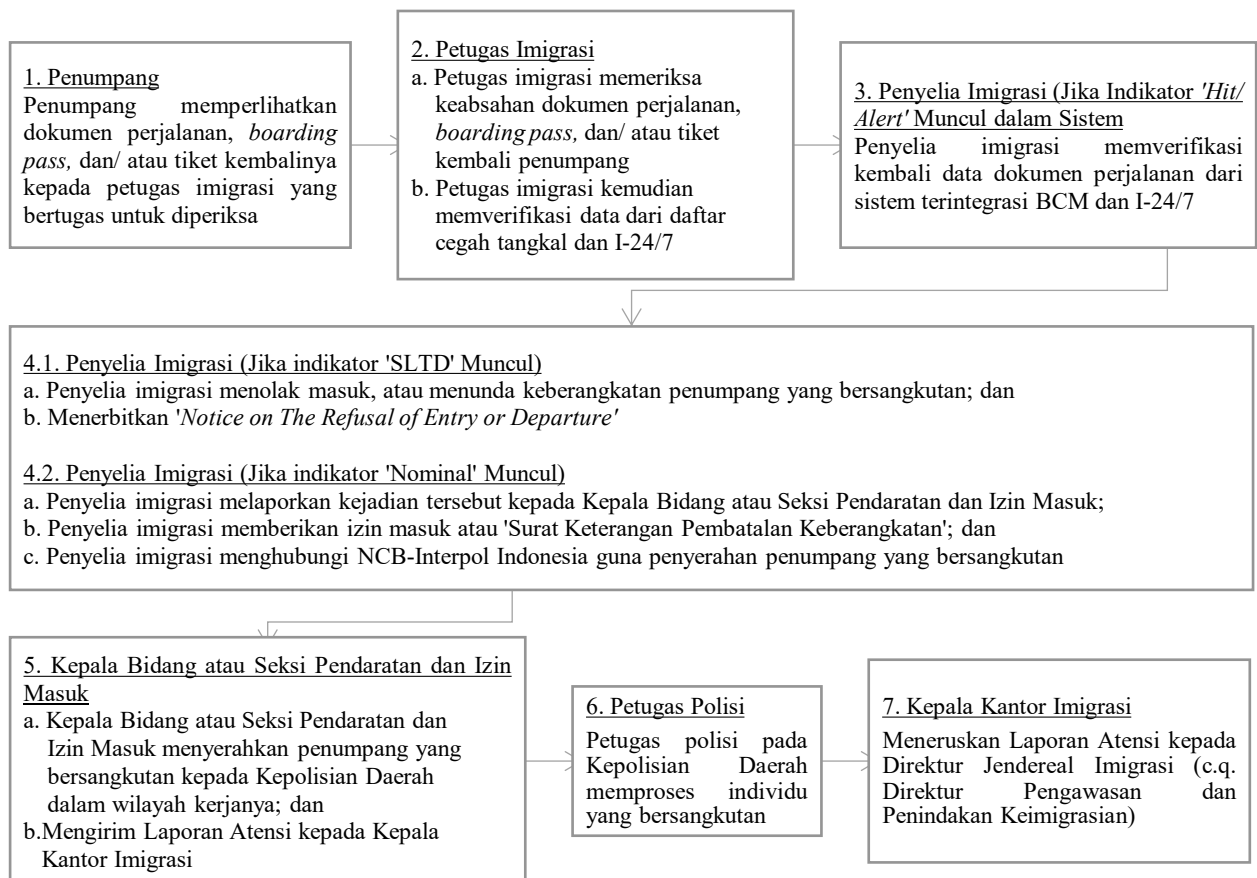 1. Penumpang
Penumpang memperlihatkan
dokumen perjalanan, boarding
pass, dan/ atau tiket kembalinya
kepada petugas imigrasi yang
bertugas untuk diperiksa
2. Petugas Imigrasi
a. Petugas imigrasi memeriksa
keabsahan dokumen perjalanan,
boarding pass, dan/ atau tiket
kembali penumpang
b. Petugas imigrasi kemudian
memverifikasi data dari daftar
cegah tangkal dan I-24/7
3. Penyelia Imigrasi (Jika Indikator 'Hit/
Alert' Muncul dalam Sistem
Penyelia imigrasi memverifikasi
kembali data dokumen perjalanan dari
sistem terintegrasi BCM dan I-24/7
4.1. Penyelia Imigrasi (Jika indikator 'SLTD' Muncul)
a. Penyelia imigrasi menolak masuk, atau menunda keberangkatan penumpang yang bersangkutan; dan
b. Menerbitkan 'Notice on The Refusal of Entry or Departure'
4.2. Penyelia Imigrasi (Jika indikator 'Nominal' Muncul)
a. Penyelia imigrasi melaporkan kejadian tersebut kepada Kepala Bidang atau Seksi Pendaratan dan Izin Masuk;
b. Penyelia imigrasi memberikan izin masuk atau 'Surat Keterangan Pembatalan Keberangkatan'; dan
c. Penyelia imigrasi menghubungi NCB-Interpol Indonesia guna penyerahan penumpang yang bersangkutan
5. Kepala Bidang atau Seksi Pendaratan dan Izin
Masuk
a. Kepala Bidang atau Seksi Pendaratan dan
Izin Masuk menyerahkan penumpang yang
bersangkutan kepada Kepolisian Daerah
dalam wilayah kerjanya; dan
b.Mengirim Laporan Atensi kepada Kepala
Kantor Imigrasi
6. Petugas Polisi
Petugas polisi pada
Kepolisian Daerah
memproses individu
yang bersangkutan
7. Kepala Kantor Imigrasi
Meneruskan Laporan Atensi kepada
Direktur Jendereal Imigrasi (c.q.
Direktur Pengawasan dan
Penindakan Keimigrasian)